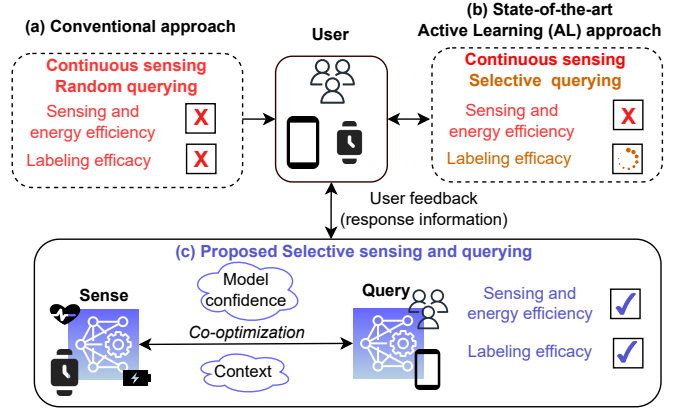 (a) Conventional approach
Continuous sensing
Random querying
Sensing and
energy efficiency
X
Labeling efficacy
X
User
(b) State-of-the-art
Active Learning (AL) approach
Continuous sensing
Selective querying
Sensing and
energy efficiency
X
Labeling efficacy
User feedback
(response information)
(c) Proposed Selective sensing and querying
Sense
Model
confidence
Co-optimization
Context
Query
Sensing and
energy efficiency
Labeling efficacy